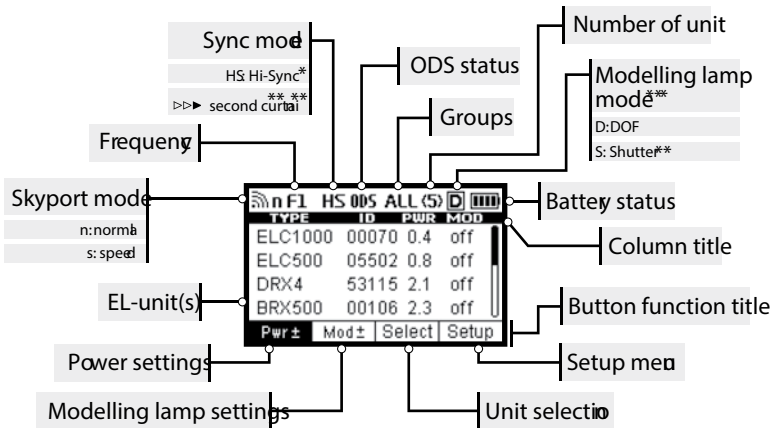 Number of unit
Sync mode
HS: Hi-Sync*
▷▷► second curtai**n**
ODS status
Modelling lamp
mode***
D:DOF
S: Shutter**
Groups
Frequency
Skyport mode
n:normal
s: speed
n F1 HS ODS ALL (5) D
TYPE ID PWR MOD
ELC1000 00070 0.4 off
ELC500 05502 0.8 off
DRX4 53115 2.1 off
BRX500 00106 2.3 off
Pwr± Mod± Select Setup
Battery status
Column title
EL-unit(s)
Button function title
Power settings
Setup menu
Modelling lamp settings
Unit selection